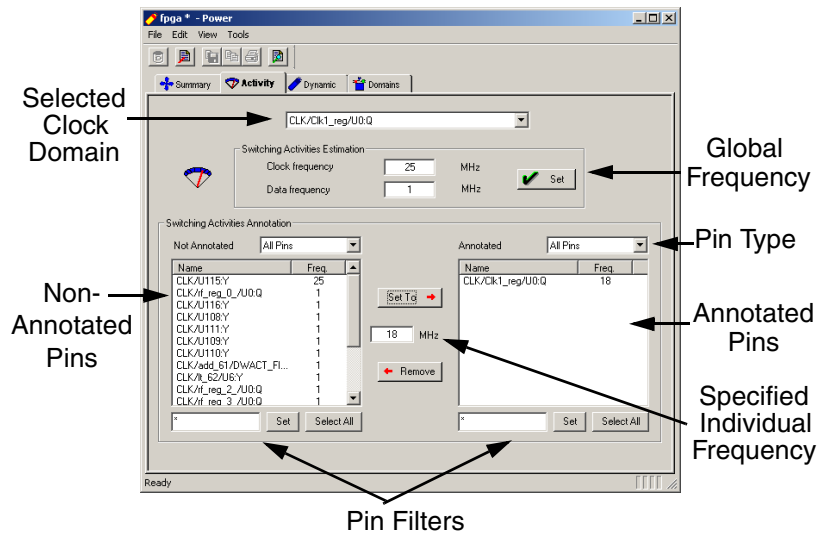 fpga * - Power
File Edit View Tools
Summary Activity Dynamic Domains
Selected
Clock
Domain
CLK/Clk1_reg/U0:Q
Switching Activities Estimation
Clock frequency 25 MHz
Data frequency 1 MHz
Set
Global
Frequency
Switching Activities Annotation
Not Annotated All Pins
Annotated All Pins
Pin Type
Name Freq.
CLK/U115:Y 25
CLK/rf_reg_0_/U0:Q 1
CLK/U116:Y 1
CLK/U108:Y 1
CLK/U111:Y 1
CLK/U109:Y 1
CLK/U110:Y 1
CLK/add_61/DWACT_FI... 1
CLK/lt_62/U6:Y 1
CLK/rf_reg_2_/U0:Q 1
CLK/rf_reg_3_/U0:Q 1
Non-
Annotated
Pins
Set To
18 MHz
Remove
Name Freq.
CLK/Clk1_reg/U0:Q 18
Annotated
Pins
Specified
Individual
Frequency
* Set Select All
* Set Select All
Ready
Pin Filters